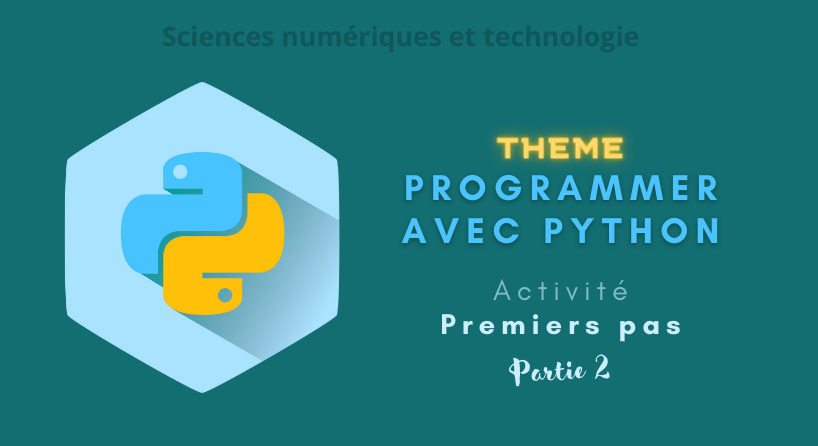 Sciences numériques et technologie
THEME
PROGRAMMER
AVEC PYTHON
Activité
Premiers pas
Partie 2